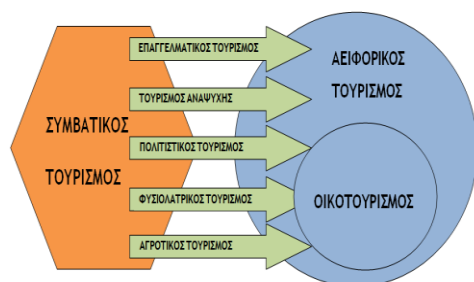 ΕΠΑΓΓΕΛΜΑΤΙΚΟΣ ΤΟΥΡΙΣΜΟΣ
ΑΕΙΦΟΡΙΚΟΣ
ΤΟΥΡΙΣΜΟΣ
ΤΟΥΡΙΣΜΟΣ ΑΝΑΨΥΧΗΣ
ΣΥΜΒΑΤΙΚΟΣ
ΤΟΥΡΙΣΜΟΣ
ΠΟΛΙΤΙΣΤΙΚΟΣ ΤΟΥΡΙΣΜΟΣ
ΦΥΣΙΟΛΑΤΡΙΚΟΣ ΤΟΥΡΙΣΜΟΣ
ΟΙΚΟΤΟΥΡΙΣΜΟΣ
ΑΓΡΟΤΙΚΟΣ ΤΟΥΡΙΣΜΟΣ